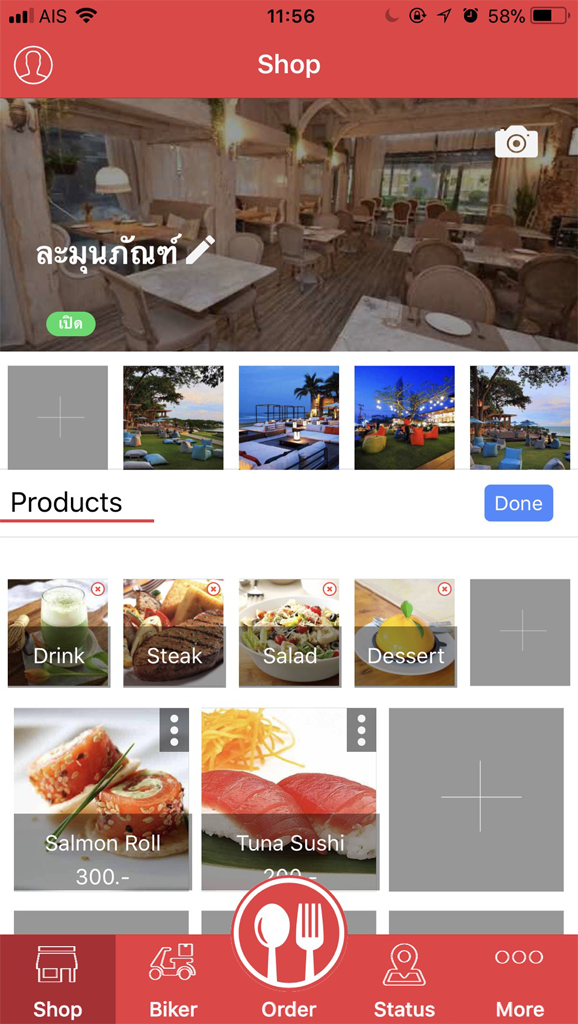 AIS 11:56 58%
Shop
ละมุนภัณฑ์
เปิด
Products Done
Drink Steak Salad Dessert
Salmon Roll Tuna Sushi
300.- 200.-
Shop Biker Order Status More